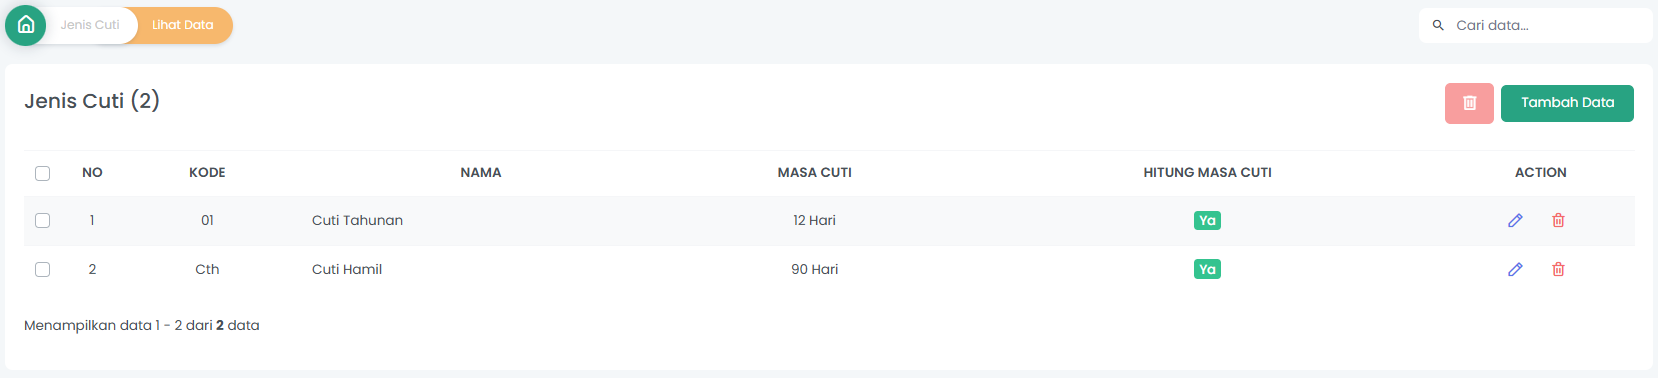 Jenis Cuti Lihat Data Cari data...
Jenis Cuti (2) Tambah Data
NO KODE NAMA MASA CUTI HITUNG MASA CUTI ACTION
1 01 Cuti Tahunan 12 Hari Ya
2 Cth Cuti Hamil 90 Hari Ya
Menampilkan data 1 - 2 dari 2 data